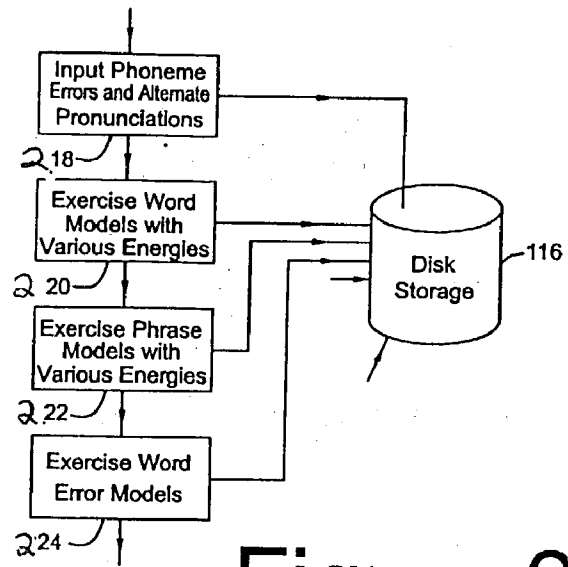 Input Phoneme
Errors and Alternate
Pronunciations
218
Exercise Word
Models with
Various Energies
220
Exercise Phrase
Models with
Various Energies
222
Exercise Word
Error Models
224
Disk
Storage
116